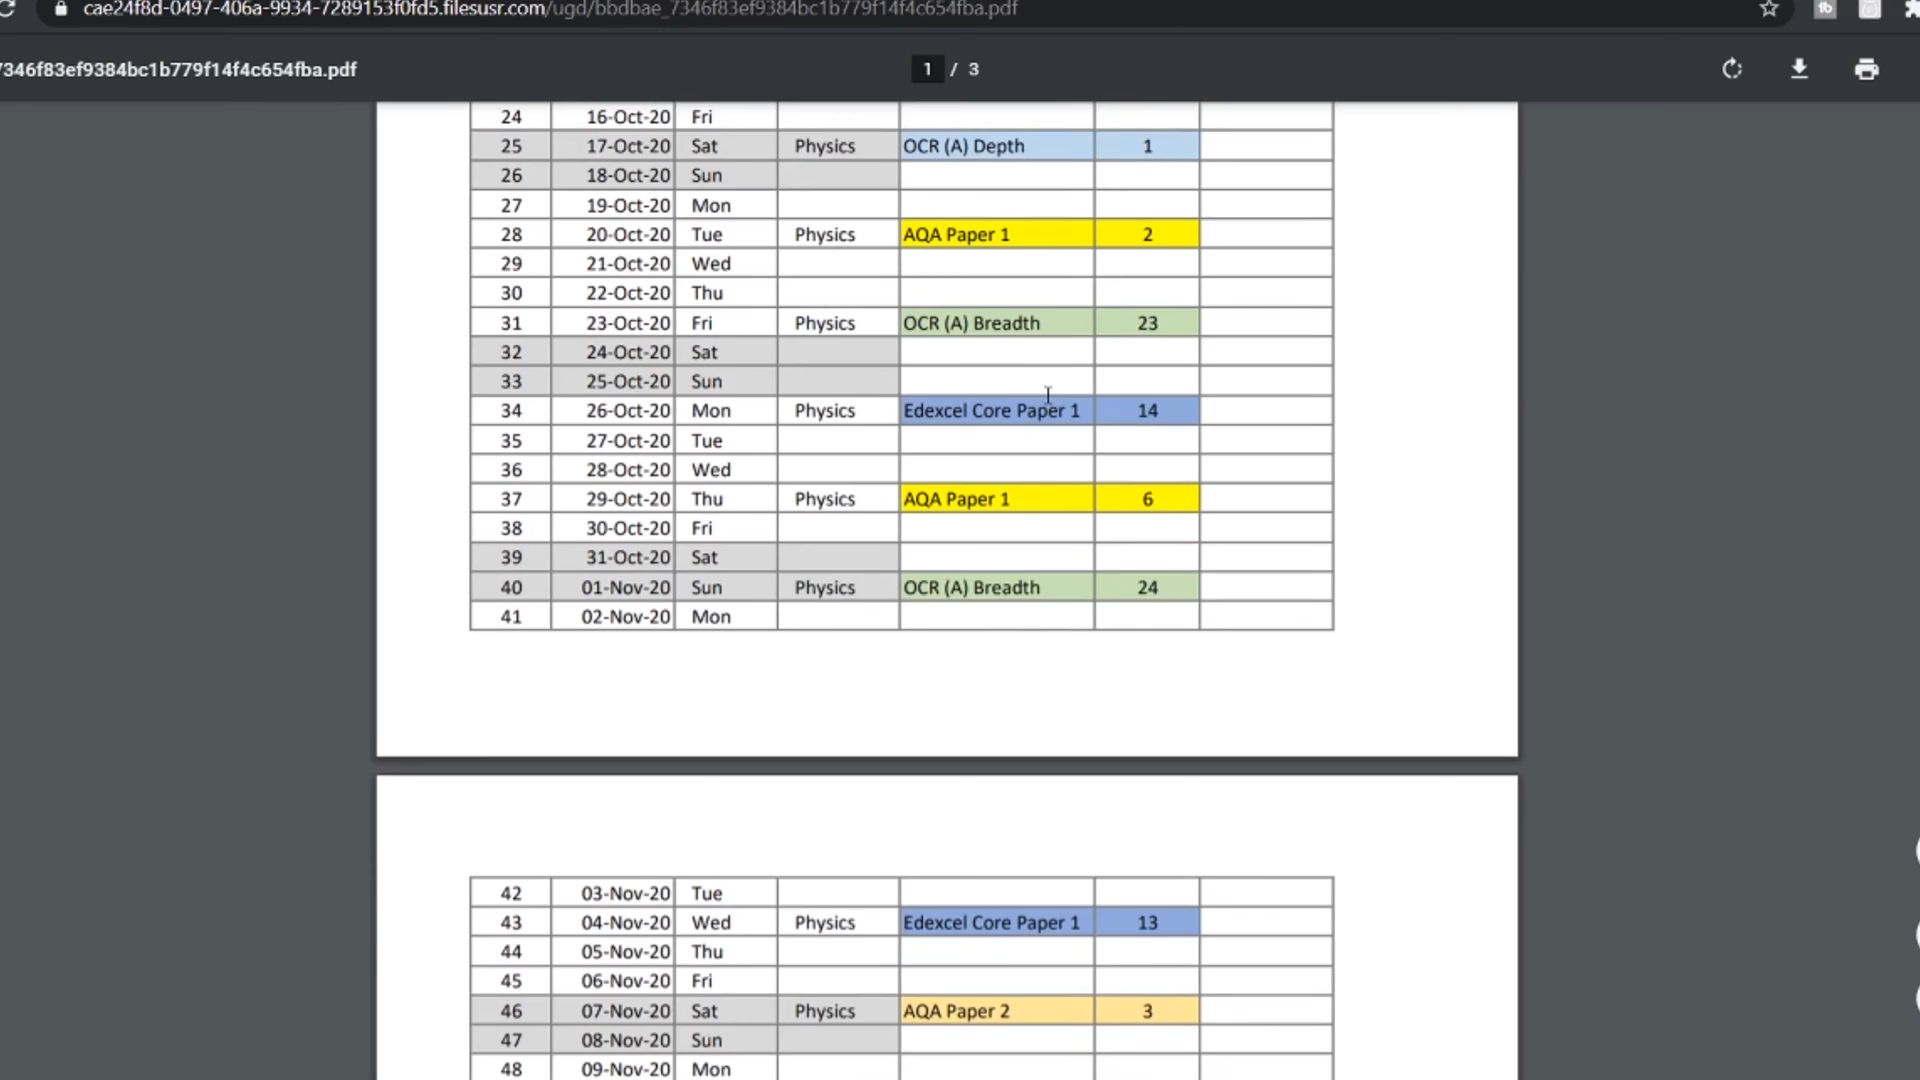 cae24f8d-0497-406a-9934-7289153f0fd5.filesusr.com/ugd/bbdbae_7346f83ef9384bc1b779f14f4c654fba.pdf
7346f83ef9384bc1b779f14f4c654fba.pdf 1 / 3
24 16-Oct-20 Fri
25 17-Oct-20 Sat Physics OCR (A) Depth 1
26 18-Oct-20 Sun
27 19-Oct-20 Mon
28 20-Oct-20 Tue Physics AQA Paper 1 2
29 21-Oct-20 Wed
30 22-Oct-20 Thu
31 23-Oct-20 Fri Physics OCR (A) Breadth 23
32 24-Oct-20 Sat
33 25-Oct-20 Sun
34 26-Oct-20 Mon Physics Edexcel Core Paper 1 14
35 27-Oct-20 Tue
36 28-Oct-20 Wed
37 29-Oct-20 Thu Physics AQA Paper 1 6
38 30-Oct-20 Fri
39 31-Oct-20 Sat
40 01-Nov-20 Sun Physics OCR (A) Breadth 24
41 02-Nov-20 Mon
42 03-Nov-20 Tue
43 04-Nov-20 Wed Physics Edexcel Core Paper 1 13
44 05-Nov-20 Thu
45 06-Nov-20 Fri
46 07-Nov-20 Sat Physics AQA Paper 2 3
47 08-Nov-20 Sun
48 09-Nov-20 Mon